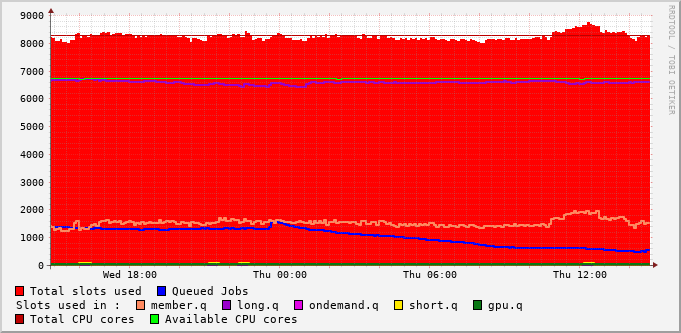 RRDTOOL / TOBI OETIKER
9000
8000
7000
6000
5000
4000
3000
2000
1000
0
Wed 18:00 Thu 00:00 Thu 06:00 Thu 12:00
Total slots used Queued Jobs
Slots used in : member.q long.q ondemand.q short.q gpu.q
Total CPU cores Available CPU cores